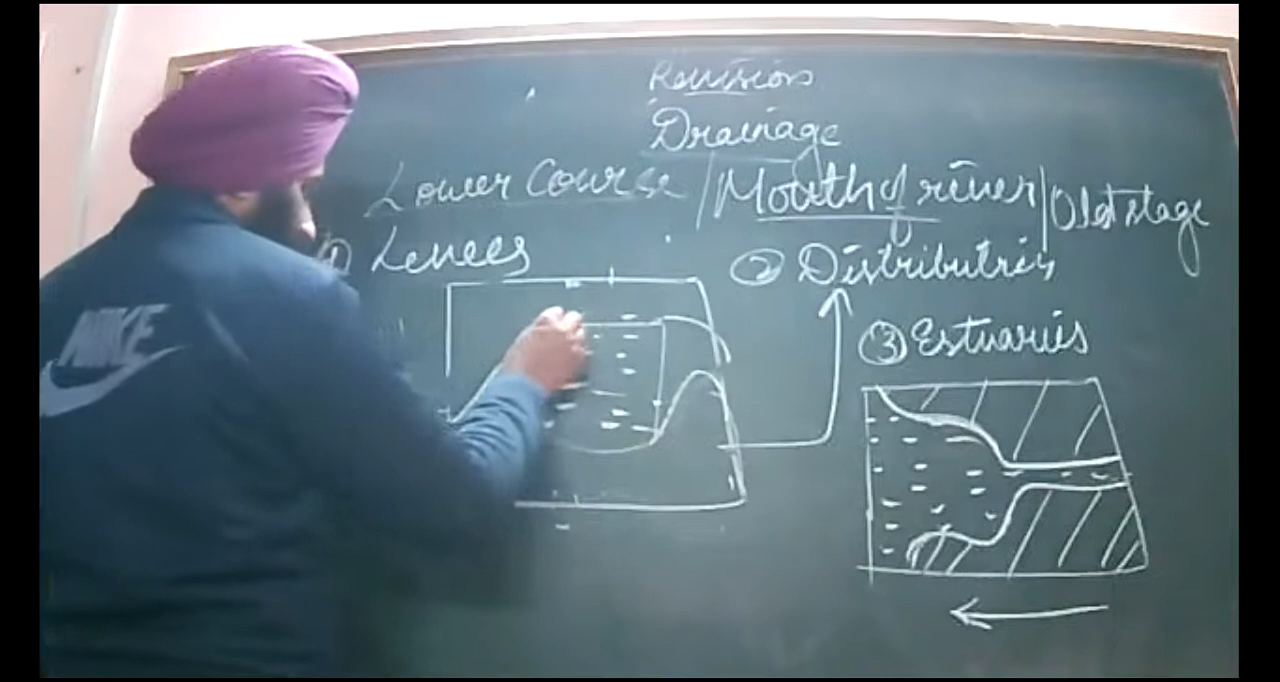 Revision
Drainage
Lower Course / Mouth of river / Old stage
① Levees
② Distributries
③ Estuaries
NIKE